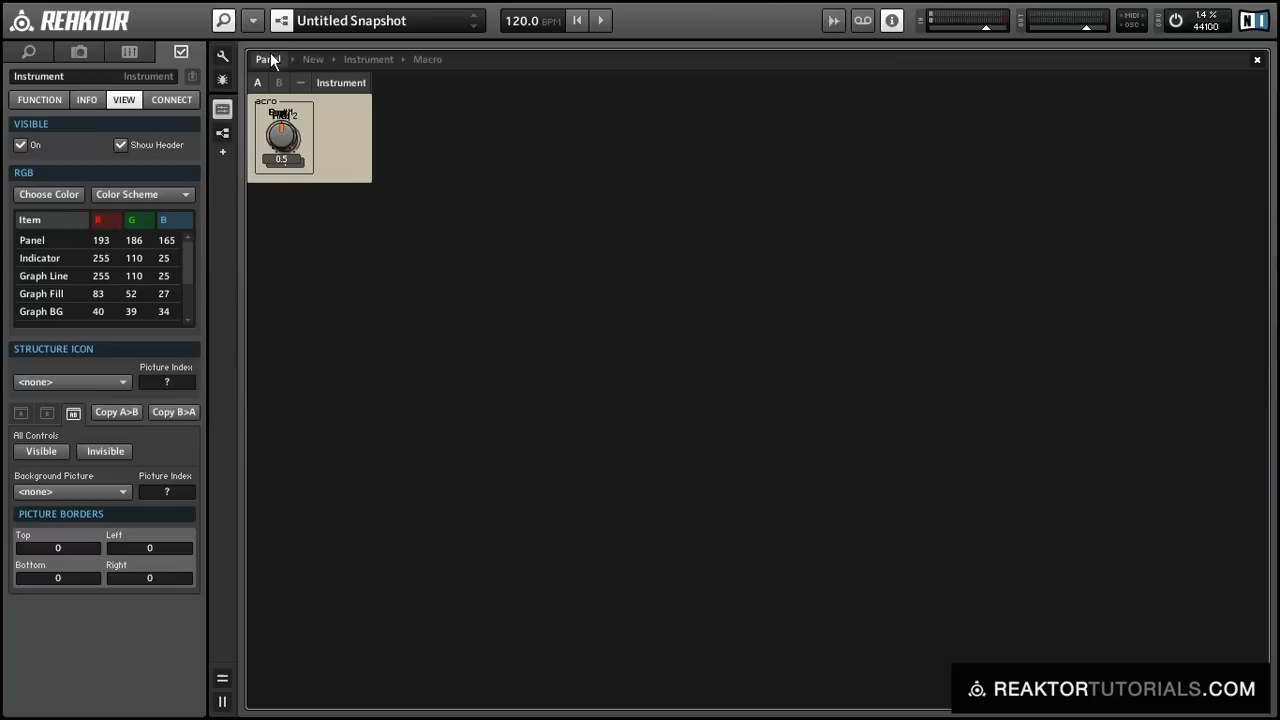 REAKTOR
Untitled Snapshot
120.0 BPM
MIDI
OSC
1.4 %
44100
Instrument
Instrument
FUNCTION
INFO
VIEW
CONNECT
New
Instrument
Macro
A
B
Instrument
acro
0.5
VISIBLE
On
Show Header
RGB
Choose Color
Color Scheme
Item R G B
Panel 193 186 165
Indicator 255 110 25
Graph Line 255 110 25
Graph Fill 83 52 27
Graph BG 40 39 34
STRUCTURE ICON
Picture Index
<none>
?
Copy A>B
Copy B>A
All Controls
Visible
Invisible
Background Picture
Picture Index
<none>
?
PICTURE BORDERS
Top
Left
0
0
Bottom
Right
0
0
REAKTORTUTORIALS.COM